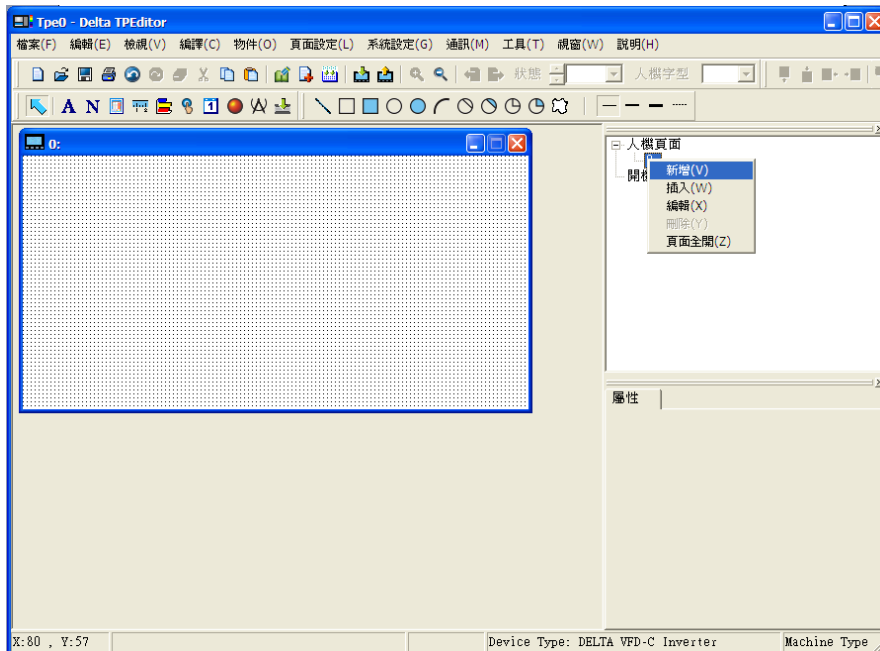 Tpe0 - Delta TPEditor
檔案(F) 編輯(E) 檢視(V) 編譯(C) 物件(O) 頁面設定(L) 系統設定(G) 通訊(M) 工具(T) 視窗(W) 說明(H)
狀態 人機字型
A N 1
0:
人機頁面
開機
新增(V)
插入(W)
編輯(X)
刪除(Y)
頁面全開(Z)
屬性
X:80 , Y:57 Device Type: DELTA VFD-C Inverter Machine Type